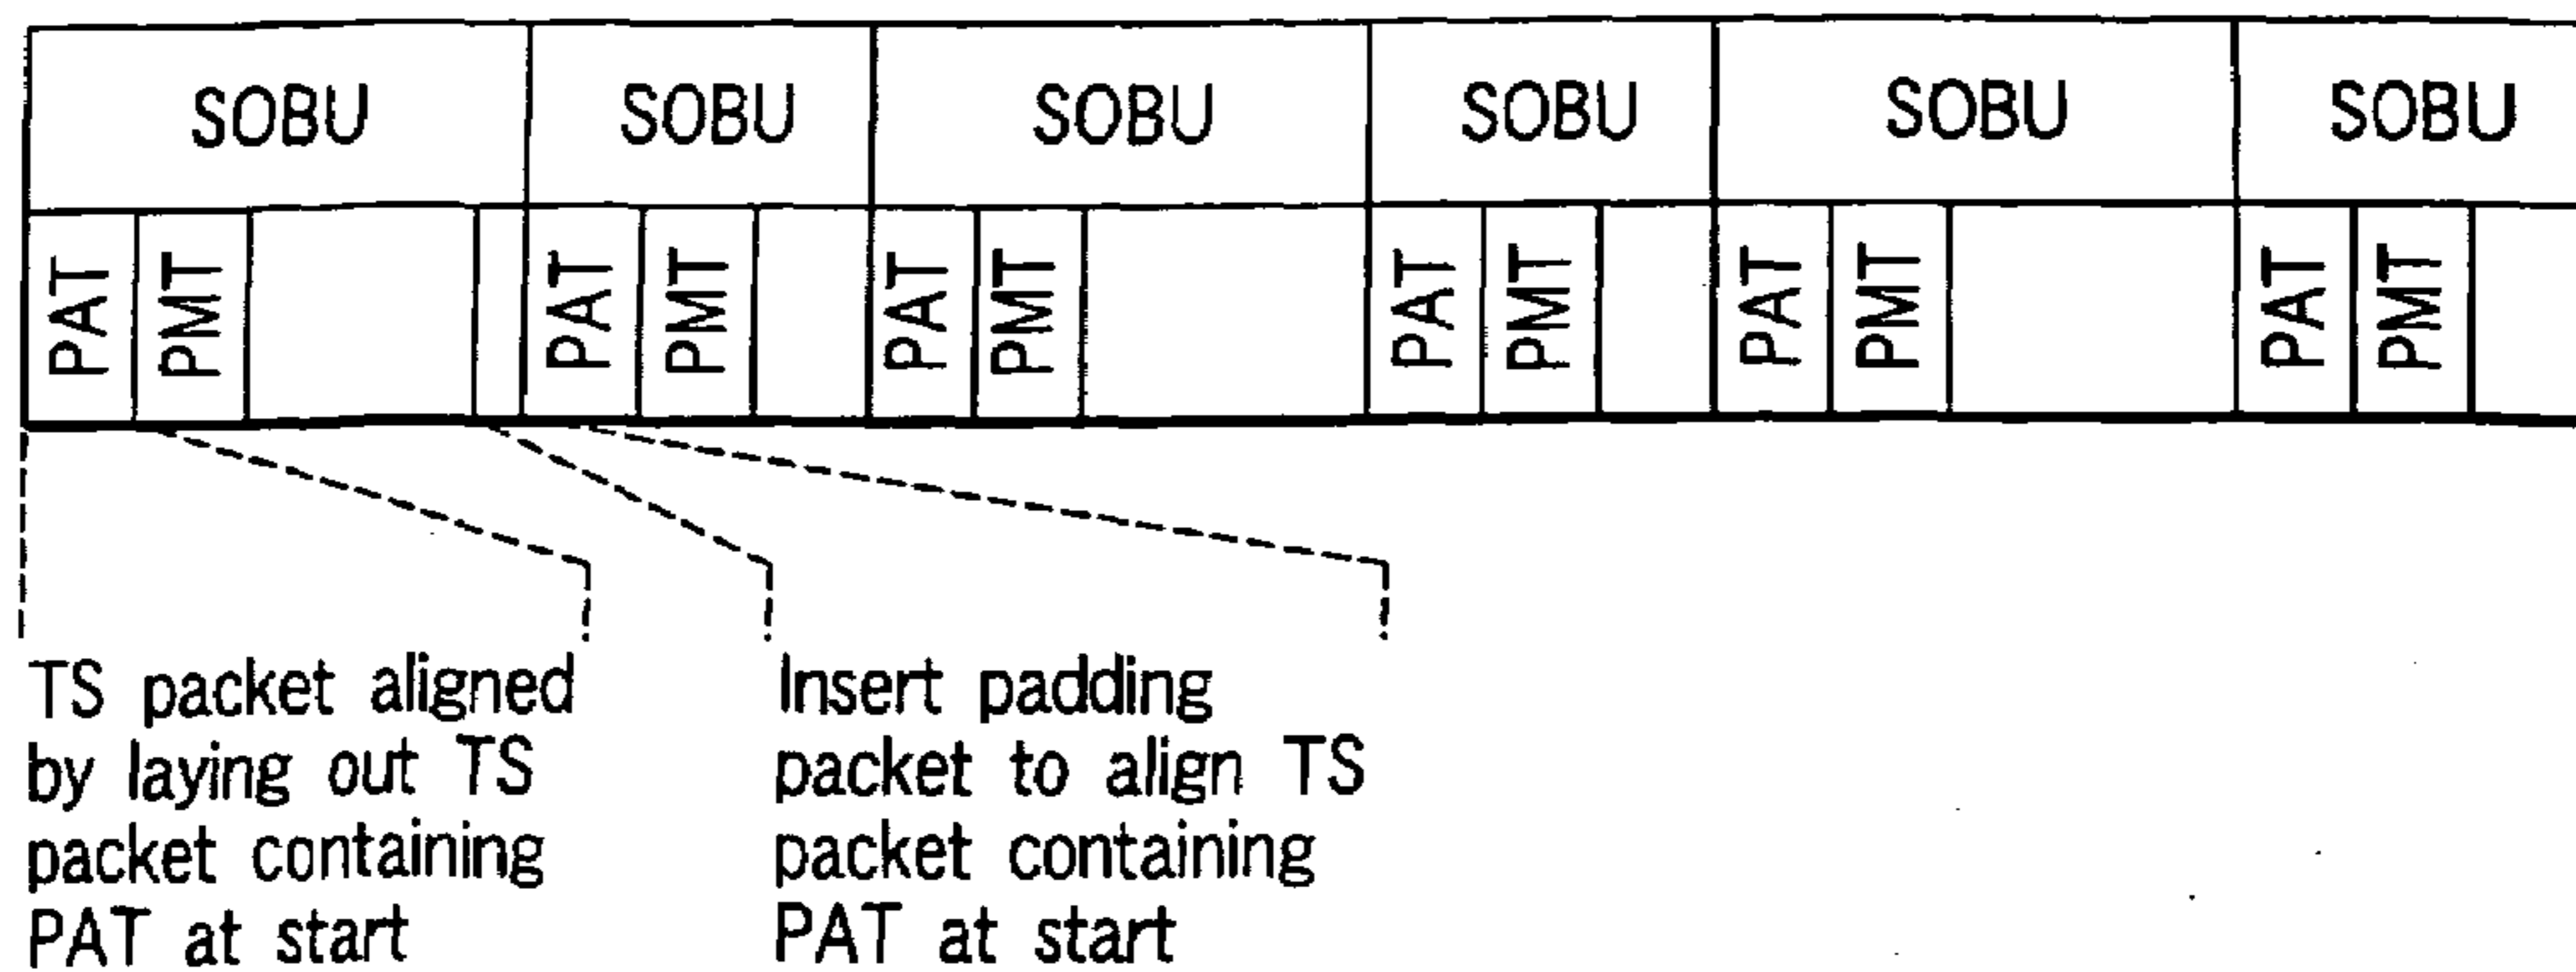 SOBU SOBU SOBU SOBU SOBU SOBU
PAT PMT PAT PMT PAT PMT PAT PMT PAT PMT PAT PMT
TS packet aligned
by laying out TS
packet containing
PAT at start
Insert padding
packet to align TS
packet containing
PAT at start